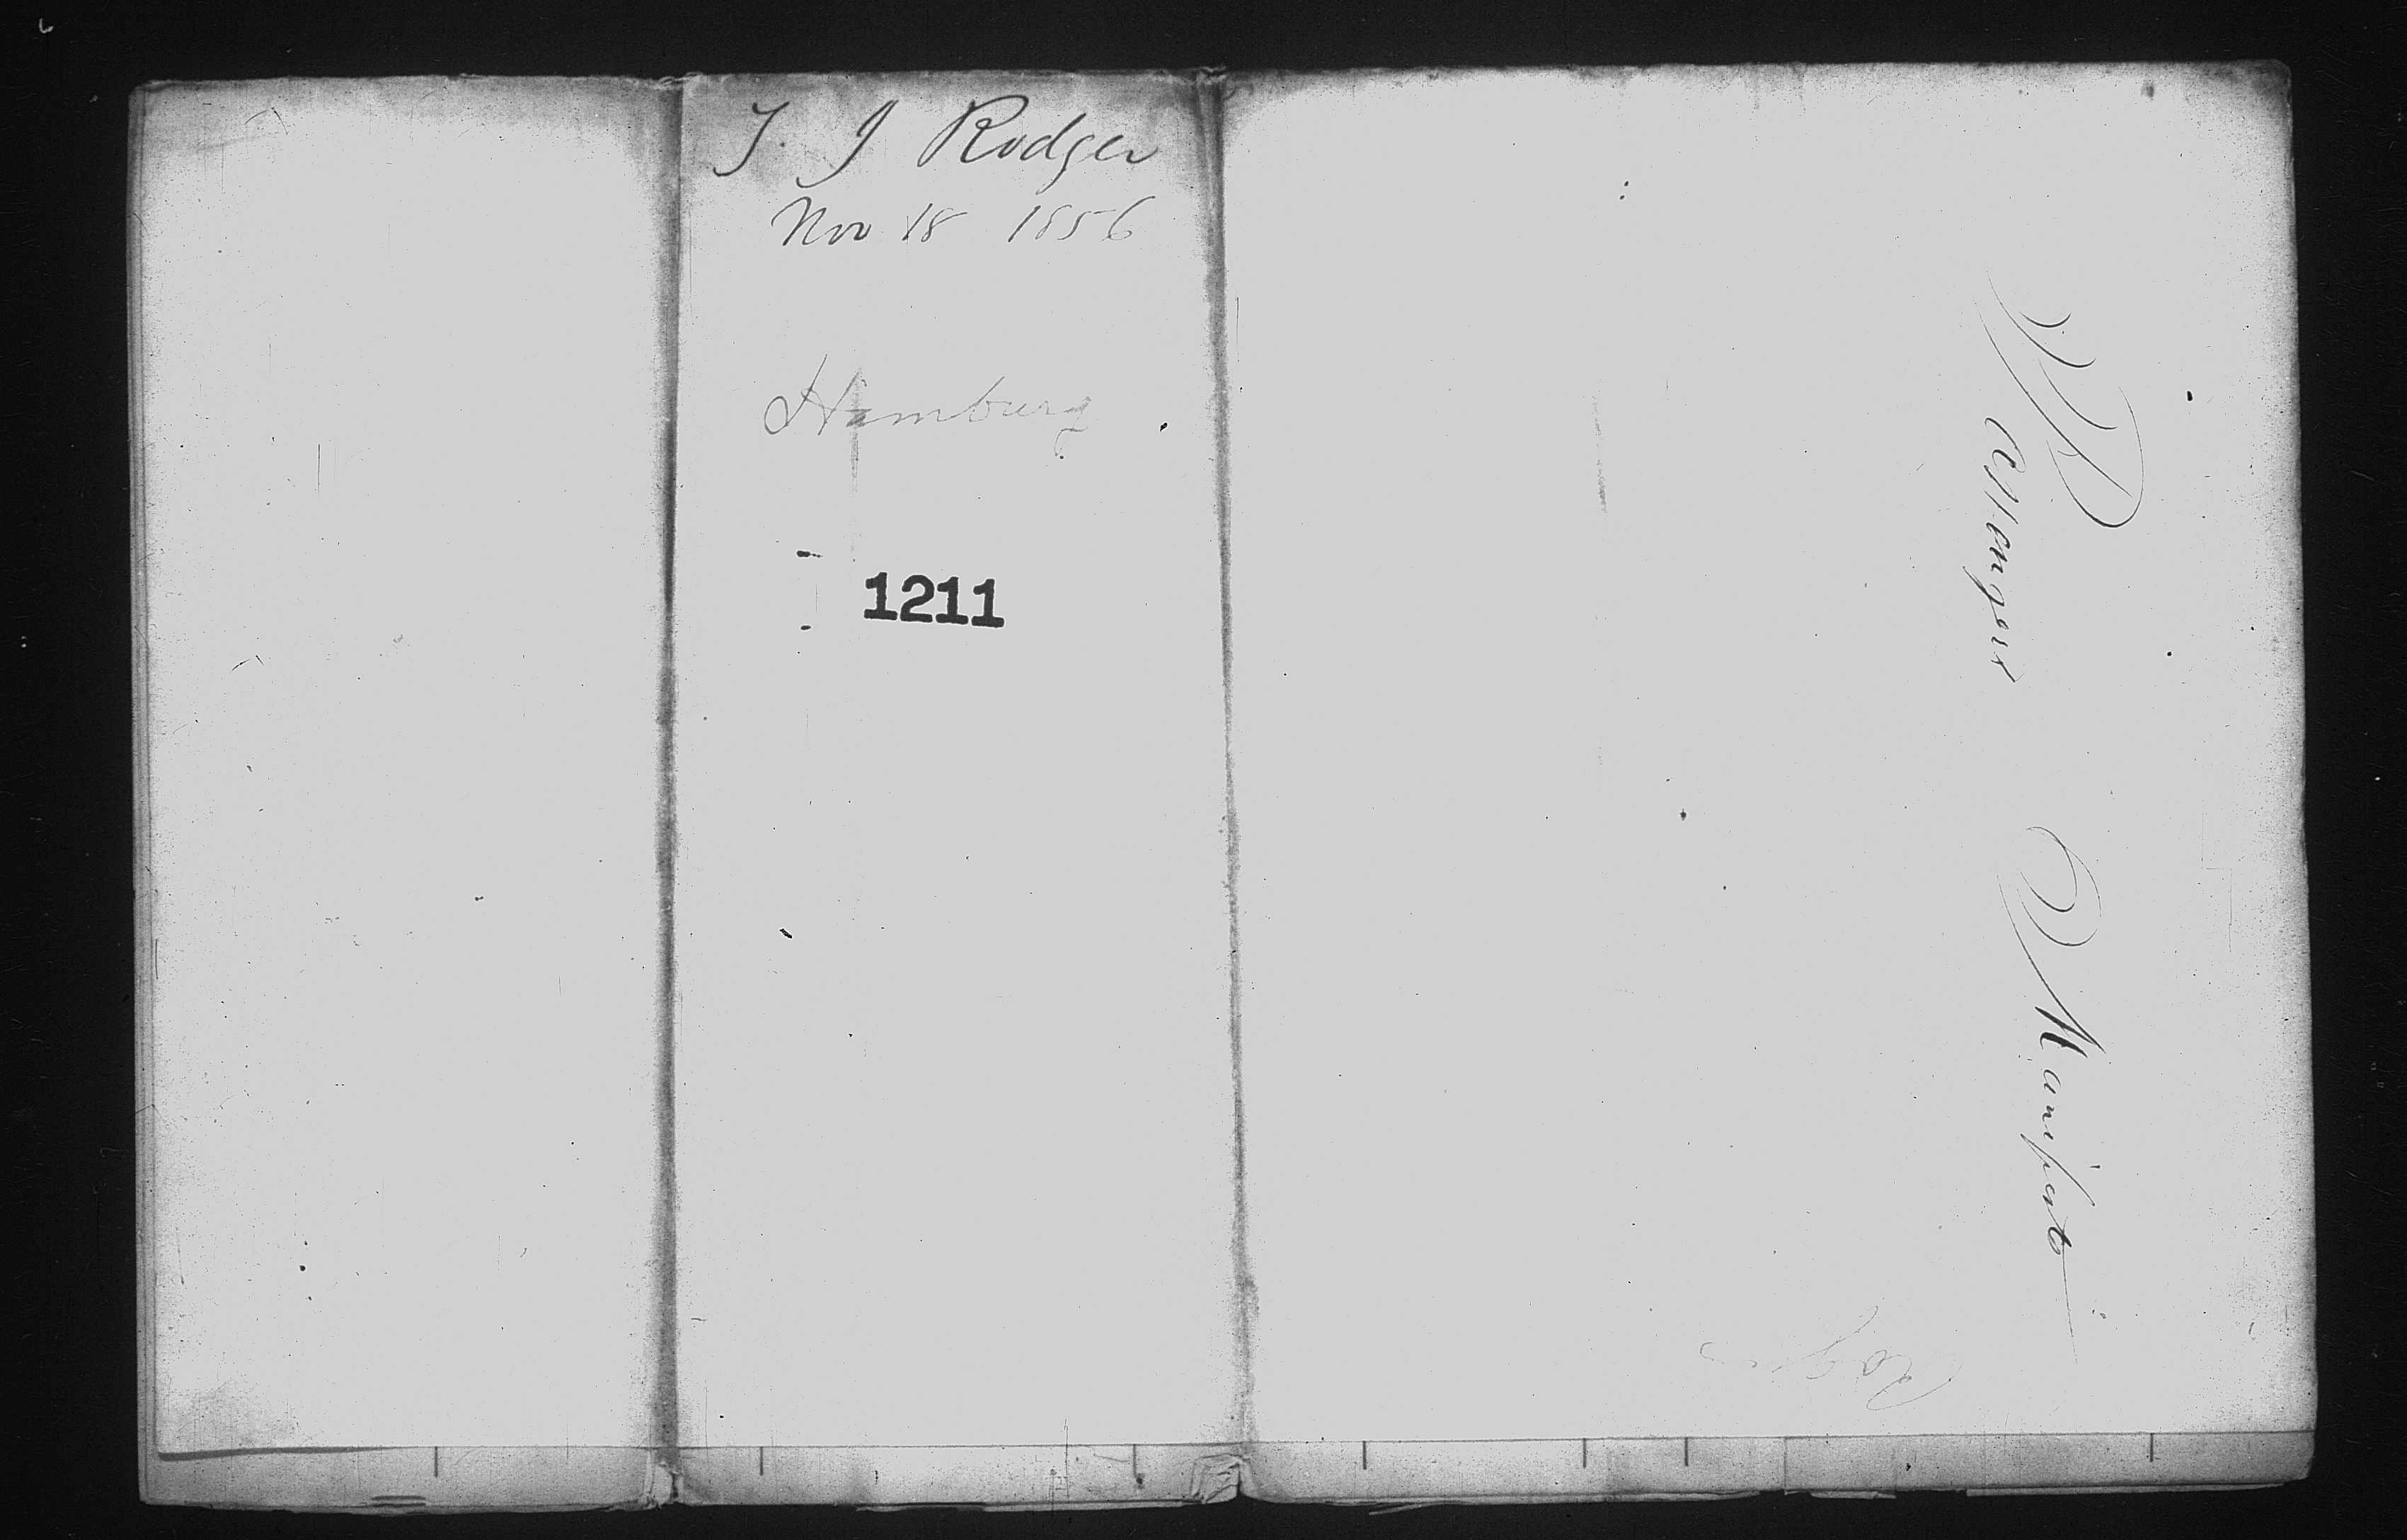 J. J Rodger
Nov 18 1856
Hamburg
1211
Passengers
Manifest